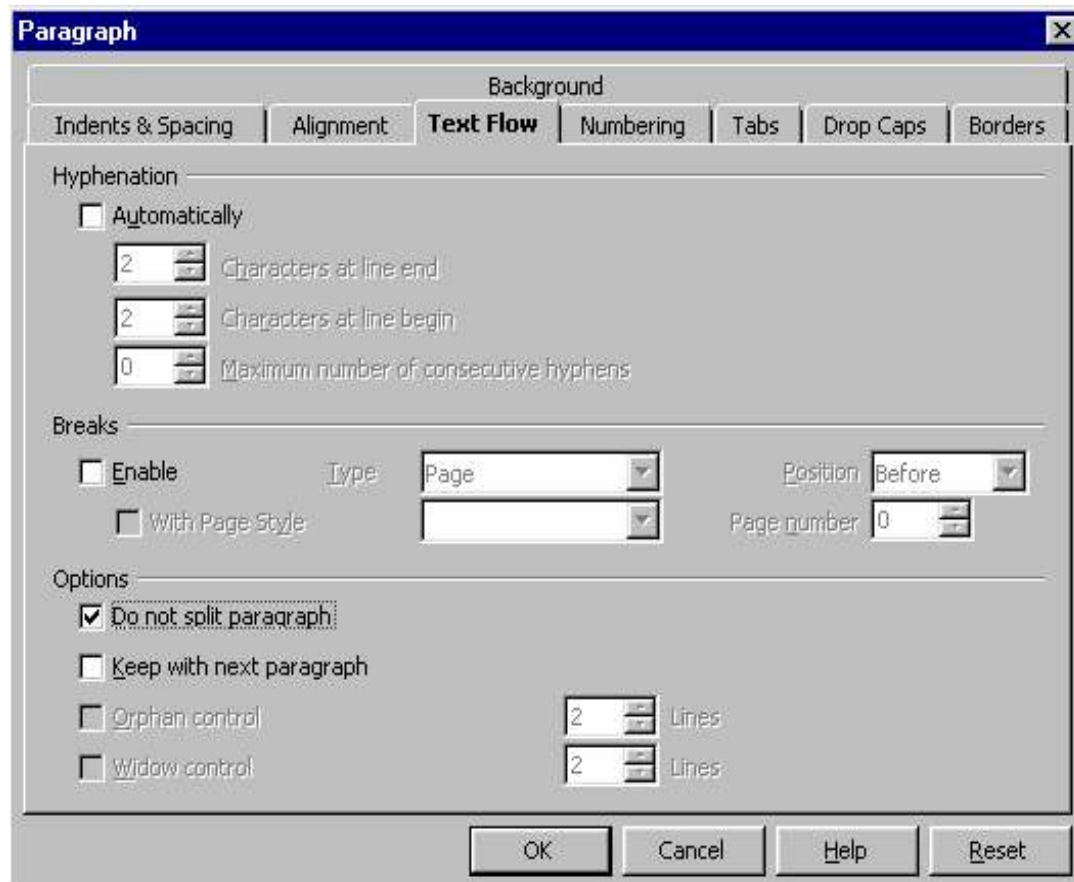 Paragraph
Background
Indents & Spacing Alignment Text Flow Numbering Tabs Drop Caps Borders
Hyphenation
Automatically
2 Characters at line end
2 Characters at line begin
0 Maximum number of consecutive hyphens
Breaks
Enable Type Page Position Before
With Page Style Page number 0
Options
Do not split paragraph
Keep with next paragraph
Orphan control 2 Lines
Widow control 2 Lines
OK Cancel Help Reset